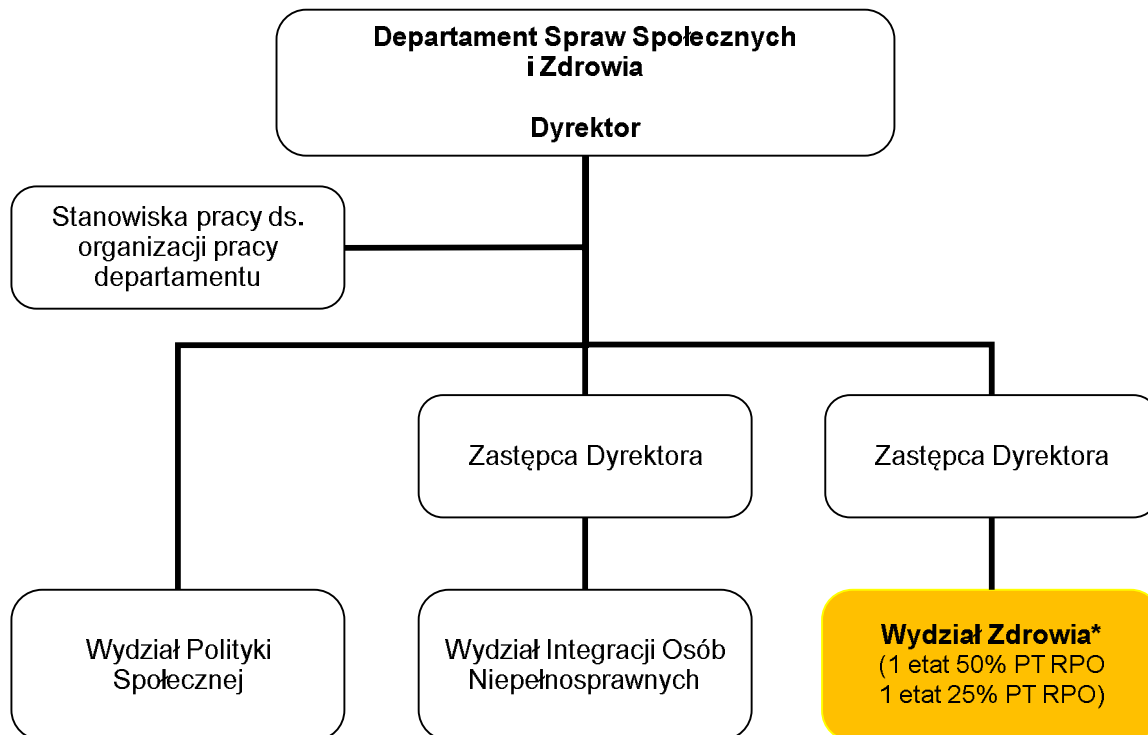 Departament Spraw Społecznych
i Zdrowia
Dyrektor
Stanowiska pracy ds.
organizacji pracy
departamentu
Zastępca Dyrektora
Zastępca Dyrektora
Wydział Polityki
Społecznej
Wydział Integracji Osób
Niepełnosprawnych
Wydział Zdrowia*
(1 etat 50% PT RPO
1 etat 25% PT RPO)